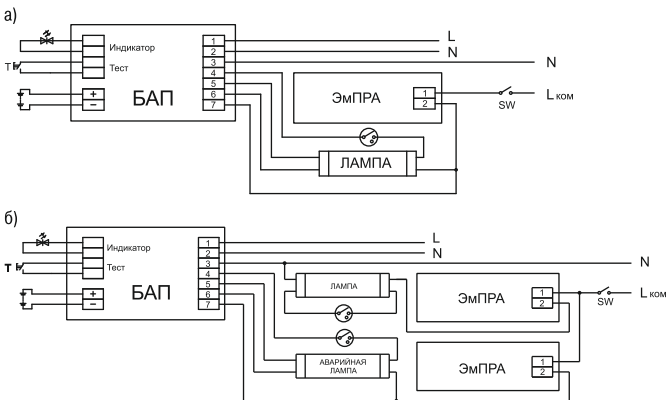 а)
L
1
Индикатор
2
N
Т
3
N
Тест
4
ЭмПРА
5
1
L ком
+
БАП
6
2
SW
−
7
ЛАМПА
б)
L
1
Индикатор
2
N
3
N
Т
Тест
4
ЛАМПА
5
ЭмПРА
1
L ком
+
БАП
6
2
SW
−
7
АВАРИЙНАЯ
ЛАМПА
ЭмПРА
1
2